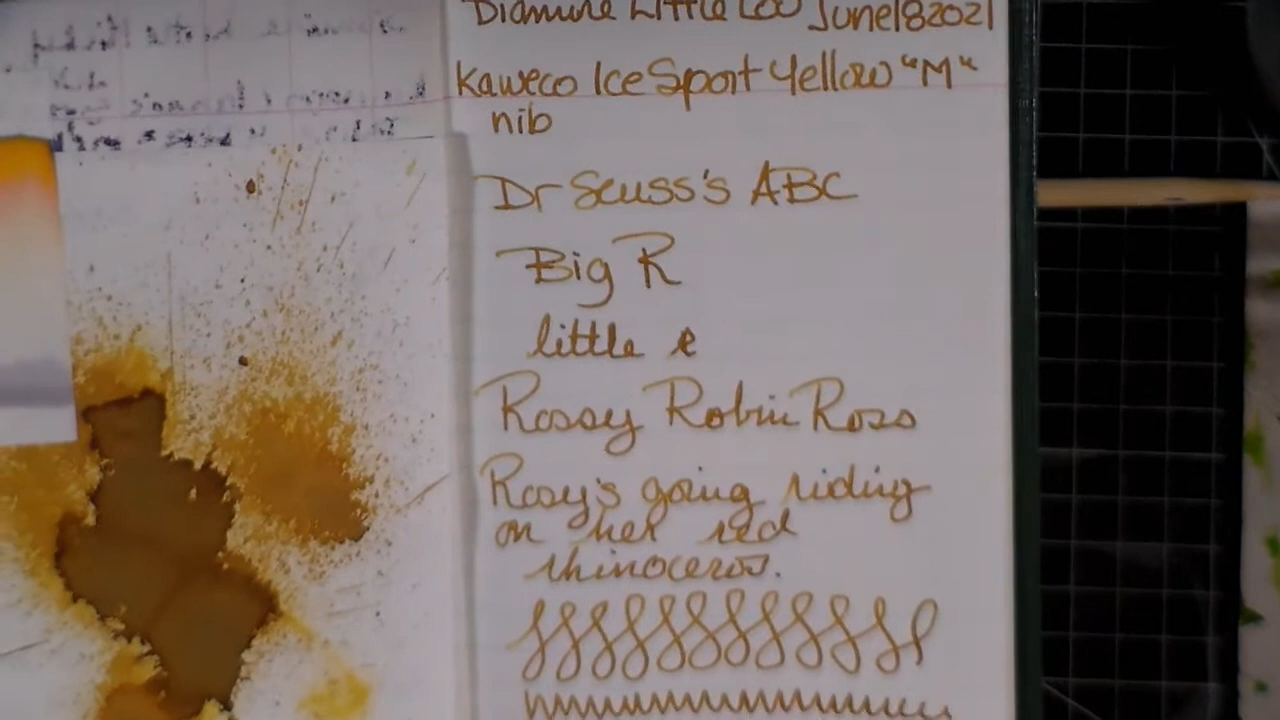 Diamine Little Lou June 18 2021
Kaweco Ice Sport Yellow "M"
nib
Dr Seuss's ABC
Big R
little r
Rosey Robin Ross
Rosy's going riding
on her red
rhinoceros.